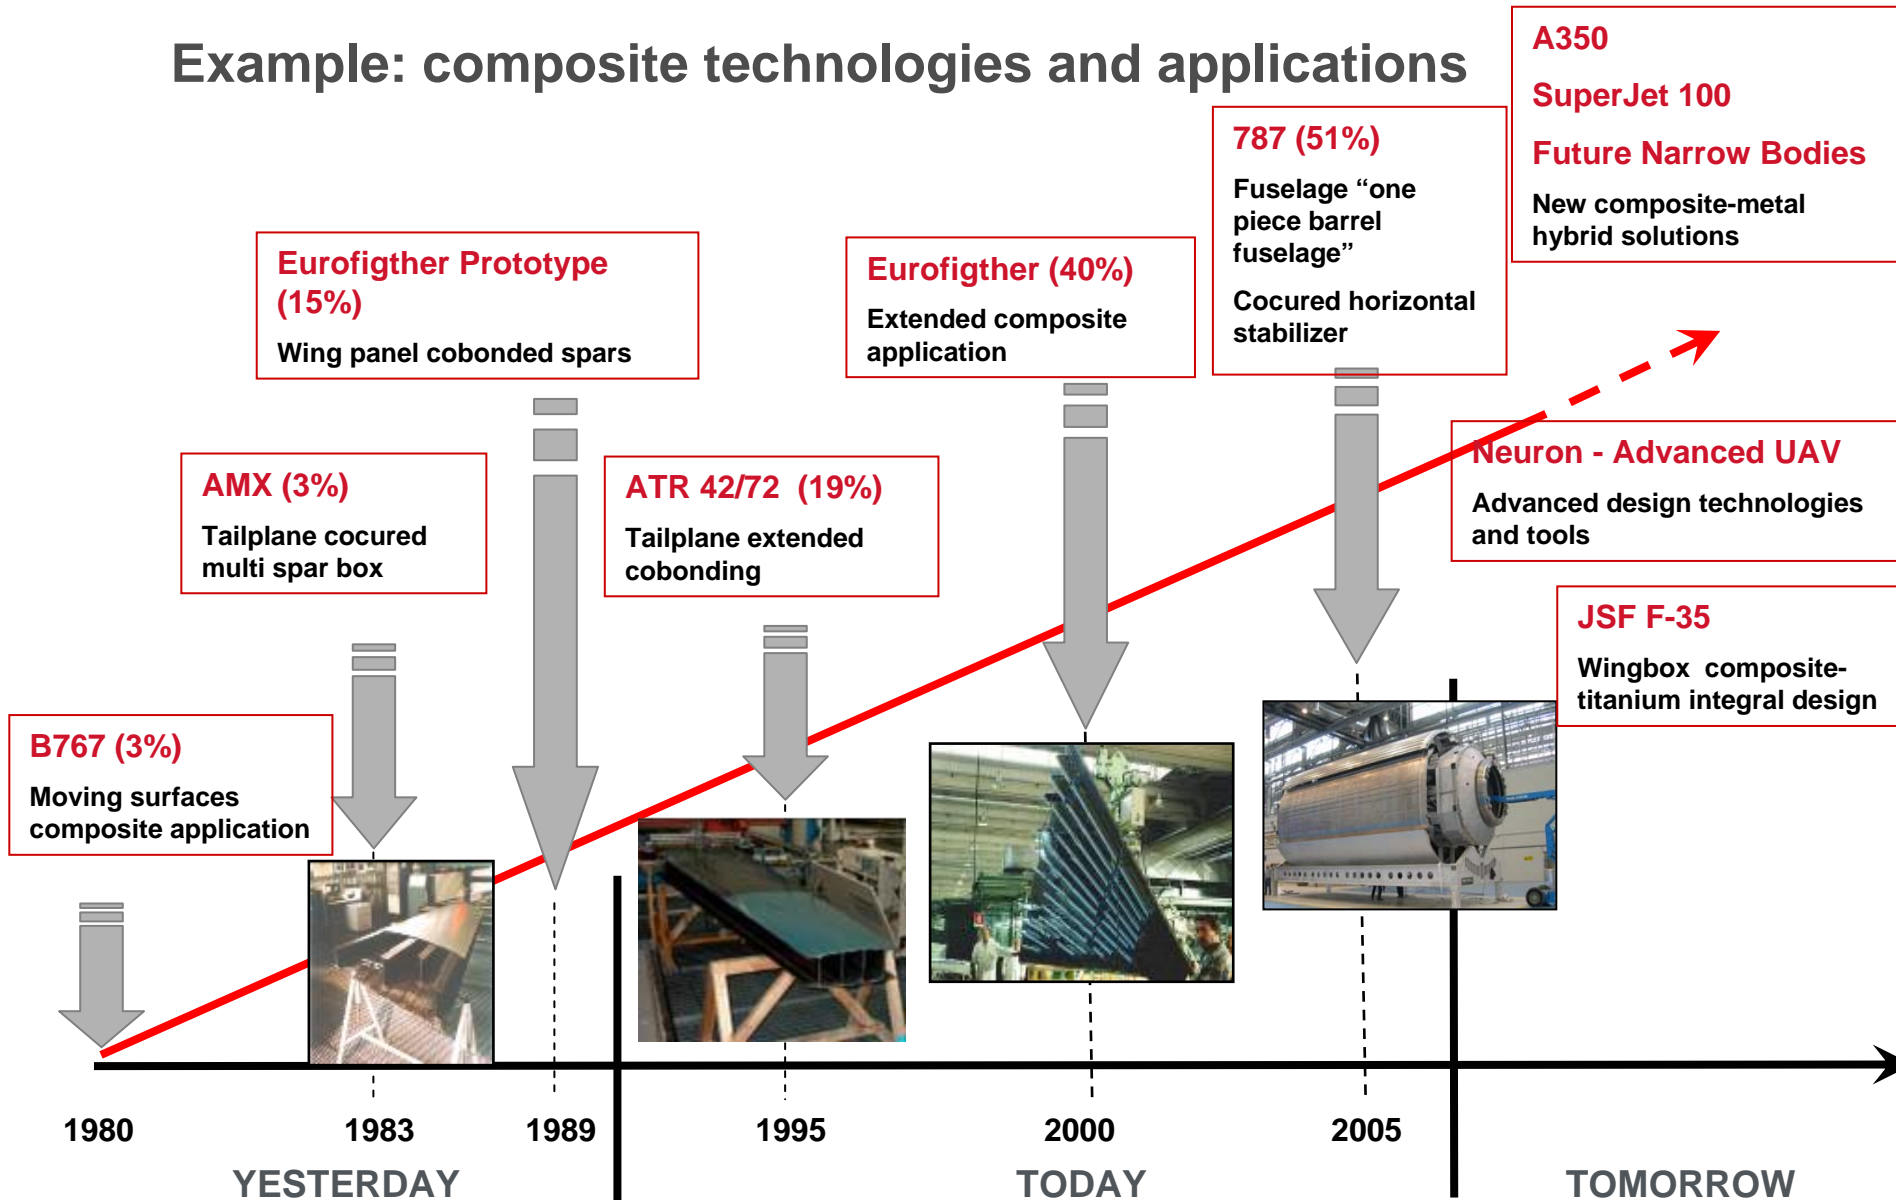 Example: composite technologies and applications
A350
SuperJet 100
Future Narrow Bodies
New composite-metal
hybrid solutions
787 (51%)
Fuselage “one
piece barrel
fuselage”
Cocured horizontal
stabilizer
Eurofigther Prototype
(15%)
Wing panel cobonded spars
Eurofigther (40%)
Extended composite
application
AMX (3%)
Tailplane cocured
multi spar box
ATR 42/72 (19%)
Tailplane extended
cobonding
Neuron - Advanced UAV
Advanced design technologies
and tools
JSF F-35
Wingbox composite-
titanium integral design
B767 (3%)
Moving surfaces
composite application
1980
1983
1989
1995
2000
2005
YESTERDAY
TODAY
TOMORROW